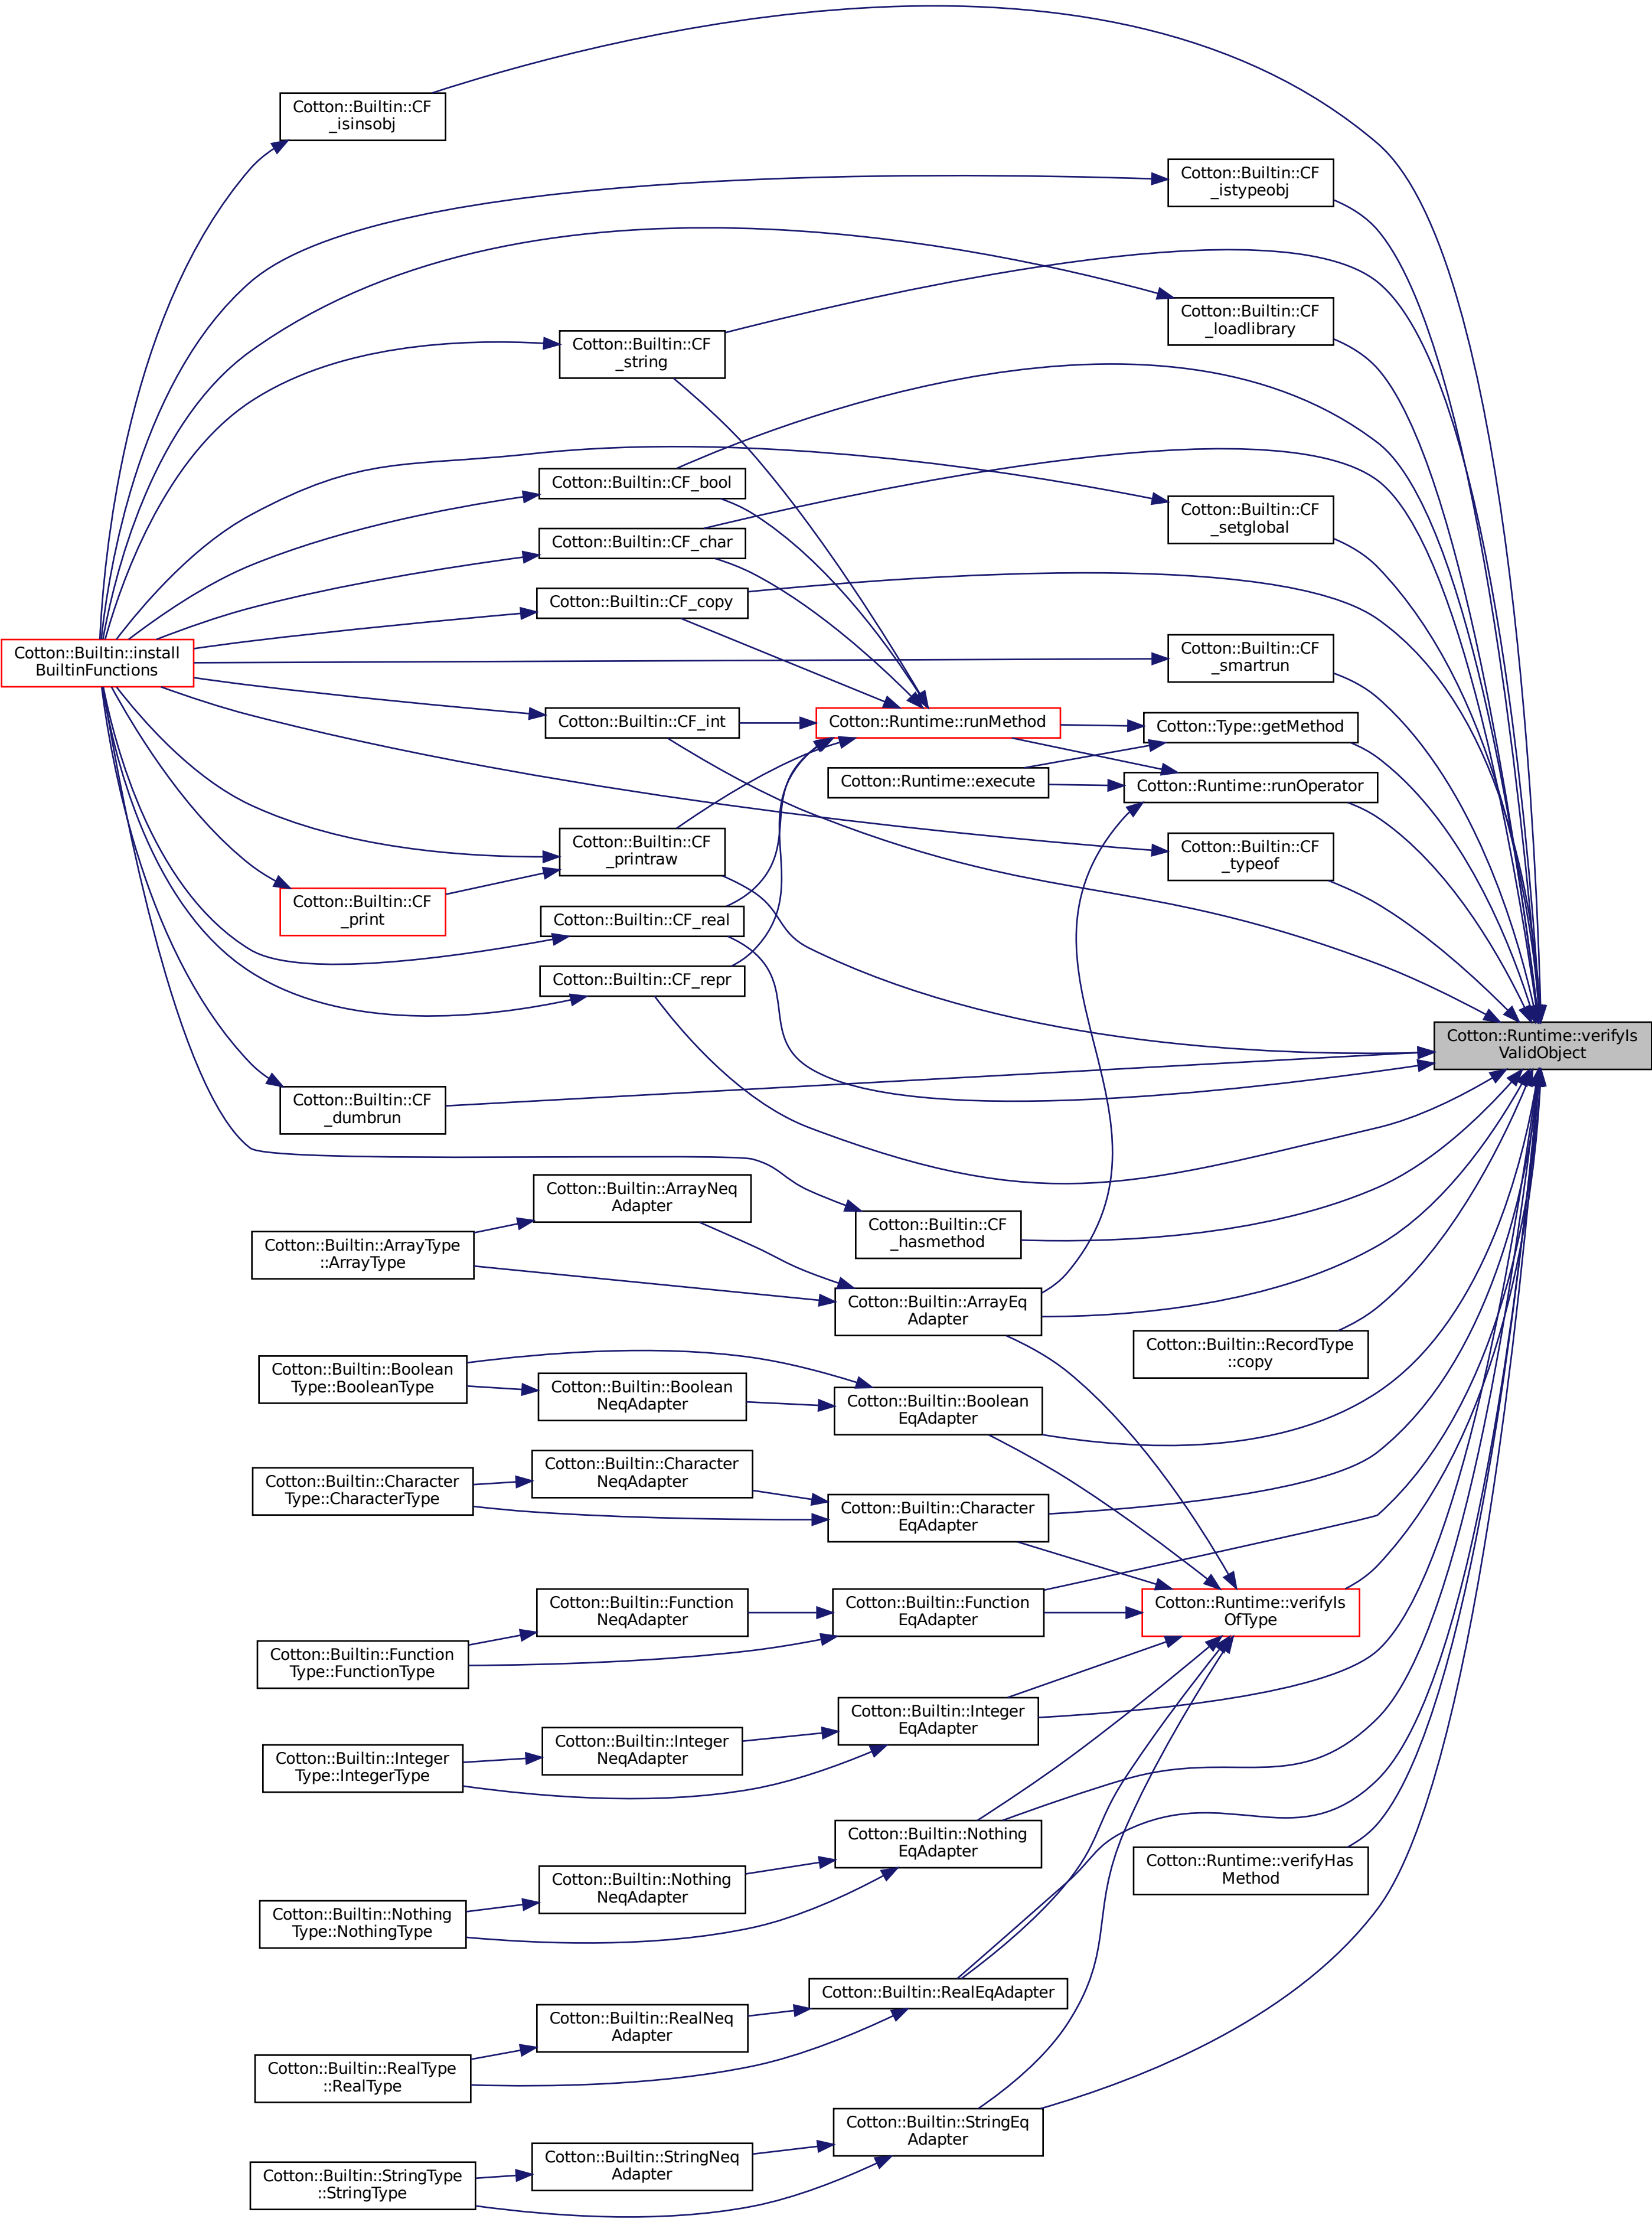 Cotton::Builtin::CF
_isinsobj
Cotton::Builtin::CF
_istypeobj
Cotton::Builtin::CF
_loadlibrary
Cotton::Builtin::CF
_string
Cotton::Builtin::CF_bool
Cotton::Builtin::CF
_setglobal
Cotton::Builtin::CF_char
Cotton::Builtin::CF_copy
Cotton::Builtin::install
BuiltinFunctions
Cotton::Builtin::CF
_smartrun
Cotton::Builtin::CF_int
Cotton::Runtime::runMethod
Cotton::Type::getMethod
Cotton::Runtime::execute
Cotton::Runtime::runOperator
Cotton::Builtin::CF
_printraw
Cotton::Builtin::CF
_typeof
Cotton::Builtin::CF
_print
Cotton::Builtin::CF_real
Cotton::Builtin::CF_repr
Cotton::Runtime::verifyIs
ValidObject
Cotton::Builtin::CF
_dumbrun
Cotton::Builtin::ArrayNeq
Adapter
Cotton::Builtin::CF
_hasmethod
Cotton::Builtin::ArrayType
::ArrayType
Cotton::Builtin::ArrayEq
Adapter
Cotton::Builtin::RecordType
::copy
Cotton::Builtin::Boolean
Type::BooleanType
Cotton::Builtin::Boolean
NeqAdapter
Cotton::Builtin::Boolean
EqAdapter
Cotton::Builtin::Character
Type::CharacterType
Cotton::Builtin::Character
NeqAdapter
Cotton::Builtin::Character
EqAdapter
Cotton::Builtin::Function
NeqAdapter
Cotton::Builtin::Function
EqAdapter
Cotton::Runtime::verifyIs
OfType
Cotton::Builtin::Function
Type::FunctionType
Cotton::Builtin::Integer
EqAdapter
Cotton::Builtin::Integer
NeqAdapter
Cotton::Builtin::Integer
Type::IntegerType
Cotton::Builtin::Nothing
EqAdapter
Cotton::Runtime::verifyHas
Method
Cotton::Builtin::Nothing
NeqAdapter
Cotton::Builtin::Nothing
Type::NothingType
Cotton::Builtin::RealEqAdapter
Cotton::Builtin::RealNeq
Adapter
Cotton::Builtin::RealType
::RealType
Cotton::Builtin::StringEq
Adapter
Cotton::Builtin::StringNeq
Adapter
Cotton::Builtin::StringType
::StringType